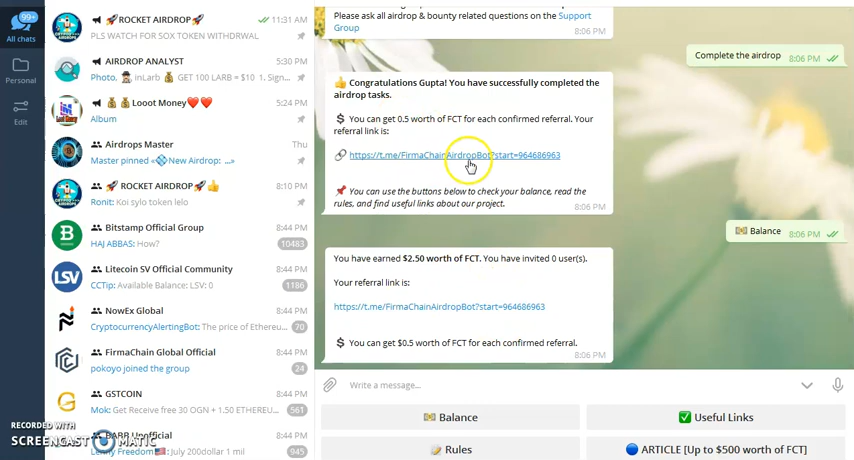 99+
All chats
Personal
Edit
🚀ROCKET AIRDROP🚀
11:31 AM
PLS WATCH FOR SOX TOKEN WITHDRWAL
AIRDROP ANALYST
5:30 PM
Photo, 🕵️ inLarb 💰 GET 100 LARB = $10 1. Sign...
💰💰Looot Money❤️❤️
5:24 PM
Album
Airdrops Master
Thu
Master pinned «💠New Airdrop: ...»
🚀ROCKET AIRDROP🚀👍
8:10 PM
Ronit: Koi sylo token lelo
Bitstamp Official Group
8:44 PM
HAJ ABBAS: How?
10483
Litecoin SV Official Community
8:44 PM
CCTip: Available Balance: LSV: 0
1186
NowEx Global
8:44 PM
CryptocurrencyAlertingBot: The price of Ethereu...
70
FirmaChain Global Official
8:44 PM
pokoyo joined the group
24
GSTCOIN
8:44 PM
Mok: Get Receive free 30 OGN + 1.50 ETHEREU...
561
BARB Unofficial
8:44 PM
Lenny Freedom🇺🇸: July 200dollar 1 mil
945
RECORDED WITH
SCREENCAST MATIC
Please ask all airdrop & bounty related questions on the Support
Group
8:06 PM
Complete the airdrop 8:06 PM
👍 Congratulations Gupta! You have successfully completed the
airdrop tasks.
💲 You can get 0.5 worth of FCT for each confirmed referral. Your
referral link is:
🔗 https://t.me/FirmaChainAirdropBot?start=964686963
📌 You can use the buttons below to check your balance, read the
rules, and find useful links about our project.
8:06 PM
💵 Balance 8:06 PM
You have earned $2.50 worth of FCT. You have invited 0 user(s).
Your referral link is:
https://t.me/FirmaChainAirdropBot?start=964686963
💲 You can get $0.5 worth of FCT for each confirmed referral.
8:06 PM
Write a message...
💵 Balance
✅ Useful Links
📝 Rules
🔵 ARTICLE [Up to $500 worth of FCT]